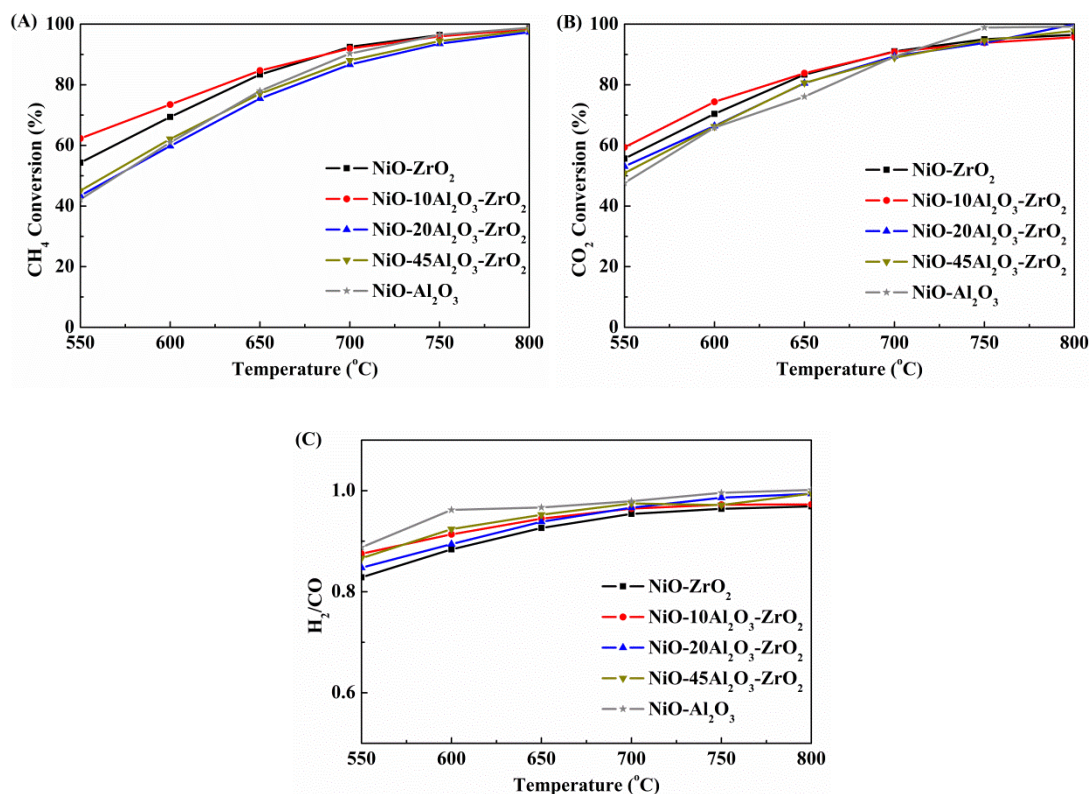 (A)
100
80
60
40
20
0
CH₄ Conversion (%)
NiO-ZrO₂
NiO-10Al₂O₃-ZrO₂
NiO-20Al₂O₃-ZrO₂
NiO-45Al₂O₃-ZrO₂
NiO-Al₂O₃
550 600 650 700 750 800
Temperature (°C)
(B)
100
80
60
40
20
0
CO₂ Conversion (%)
NiO-ZrO₂
NiO-10Al₂O₃-ZrO₂
NiO-20Al₂O₃-ZrO₂
NiO-45Al₂O₃-ZrO₂
NiO-Al₂O₃
550 600 650 700 750 800
Temperature (°C)
(C)
1.0
0.8
0.6
H₂/CO
NiO-ZrO₂
NiO-10Al₂O₃-ZrO₂
NiO-20Al₂O₃-ZrO₂
NiO-45Al₂O₃-ZrO₂
NiO-Al₂O₃
550 600 650 700 750 800
Temperature (°C)